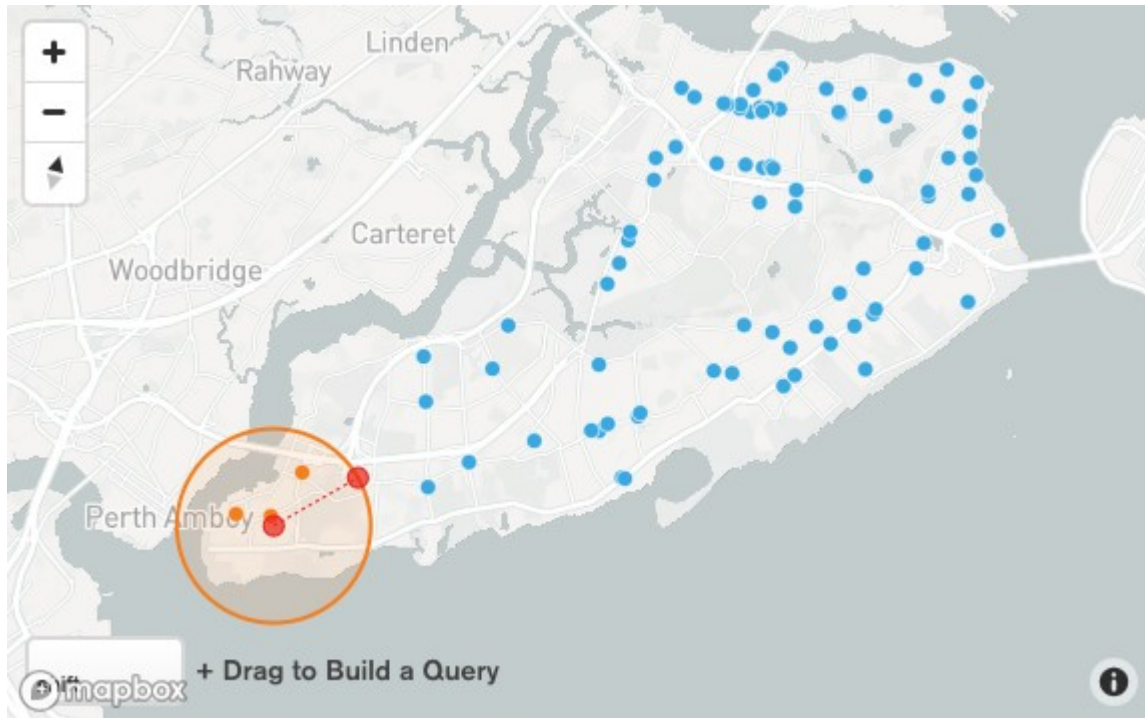 +
Linden
Rahway
−
Carteret
Woodbridge
Perth Amboy
+ Drag to Build a Query
mapbox
i